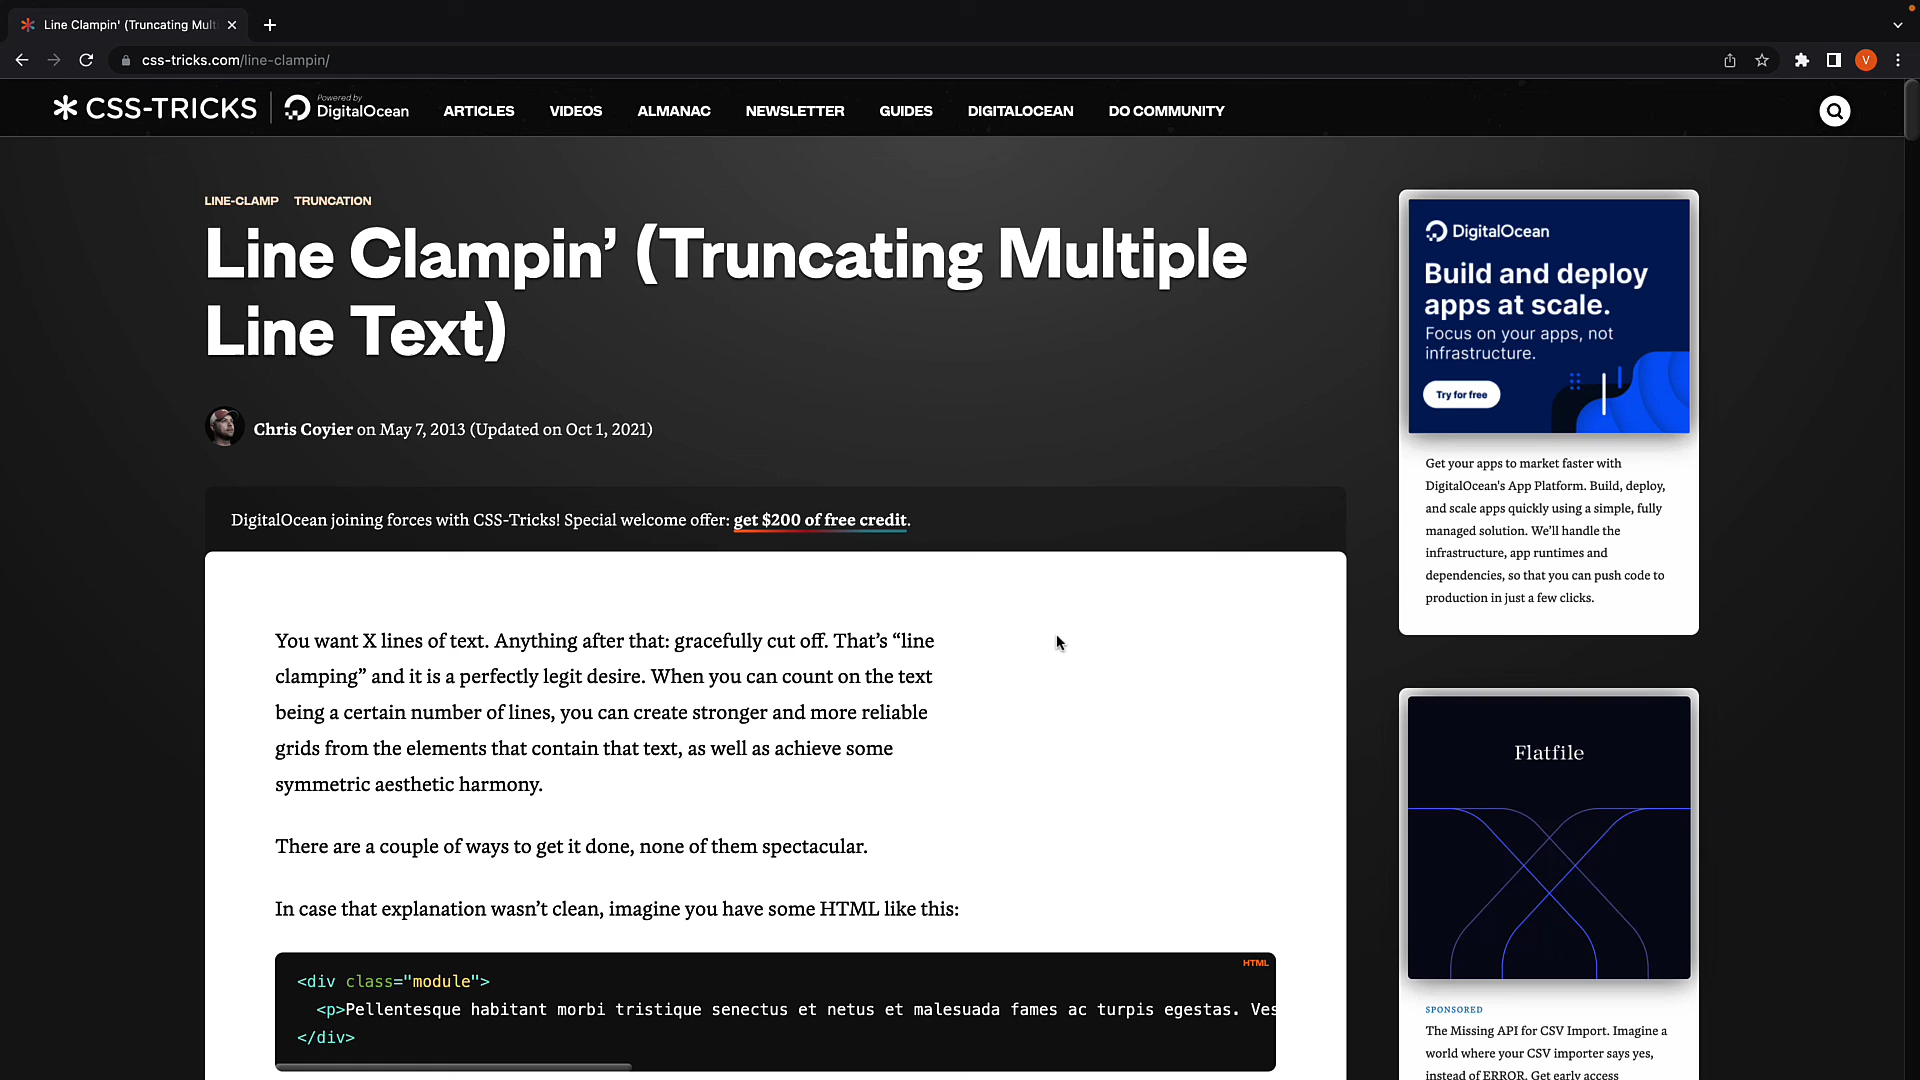 Line Clampin' (Truncating Mult
css-tricks.com/line-clampin/
V
CSS-TRICKS
Powered by
DigitalOcean
ARTICLES
VIDEOS
ALMANAC
NEWSLETTER
GUIDES
DIGITALOCEAN
DO COMMUNITY
LINE-CLAMP TRUNCATION
Line Clampin’ (Truncating Multiple
Line Text)
Chris Coyier on May 7, 2013 (Updated on Oct 1, 2021)
DigitalOcean joining forces with CSS-Tricks! Special welcome offer: get $200 of free credit.
You want X lines of text. Anything after that: gracefully cut off. That’s “line
clamping” and it is a perfectly legit desire. When you can count on the text
being a certain number of lines, you can create stronger and more reliable
grids from the elements that contain that text, as well as achieve some
symmetric aesthetic harmony.
There are a couple of ways to get it done, none of them spectacular.
In case that explanation wasn’t clean, imagine you have some HTML like this:
HTML
<div class="module">
<p>Pellentesque habitant morbi tristique senectus et netus et malesuada fames ac turpis egestas. Ves
</div>
DigitalOcean
Build and deploy
apps at scale.
Focus on your apps, not
infrastructure.
Try for free
Get your apps to market faster with
DigitalOcean's App Platform. Build, deploy,
and scale apps quickly using a simple, fully
managed solution. We’ll handle the
infrastructure, app runtimes and
dependencies, so that you can push code to
production in just a few clicks.
Flatfile
SPONSORED
The Missing API for CSV Import. Imagine a
world where your CSV importer says yes,
instead of ERROR. Get early access